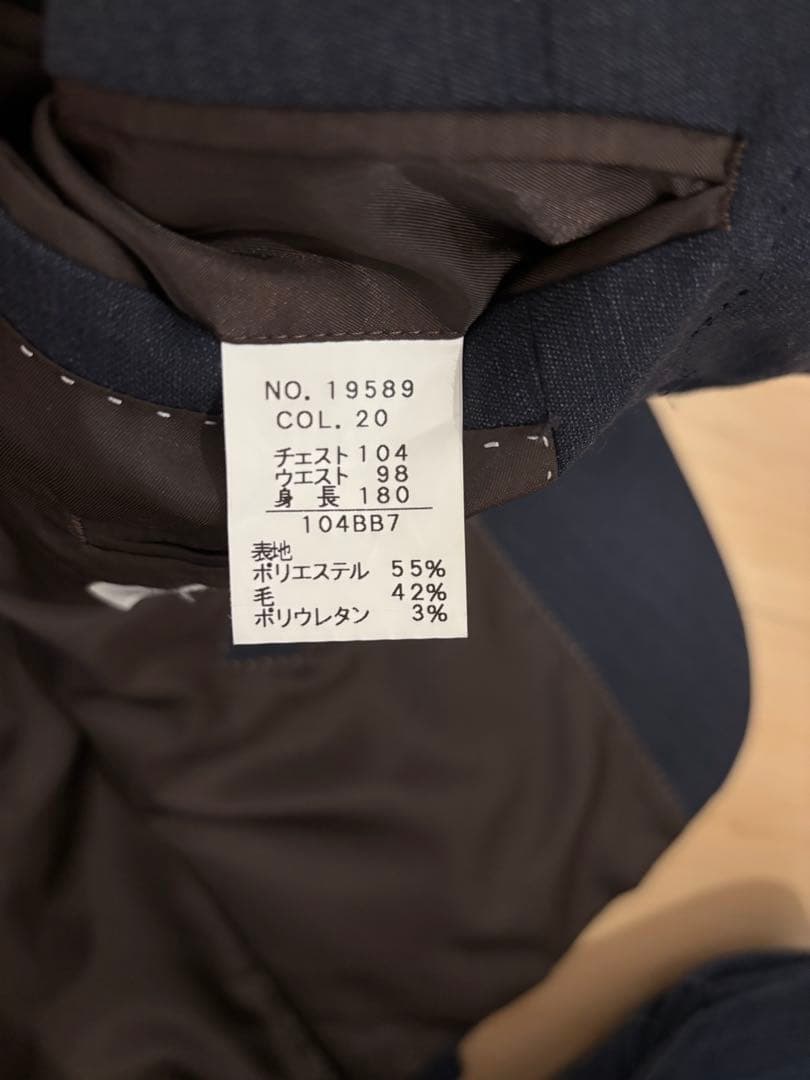 NO. 19589
COL. 20
チェスト 104
ウエスト 98
身長 180
104BB7
表地
ポリエステル 55%
毛 42%
ポリウレタン 3%